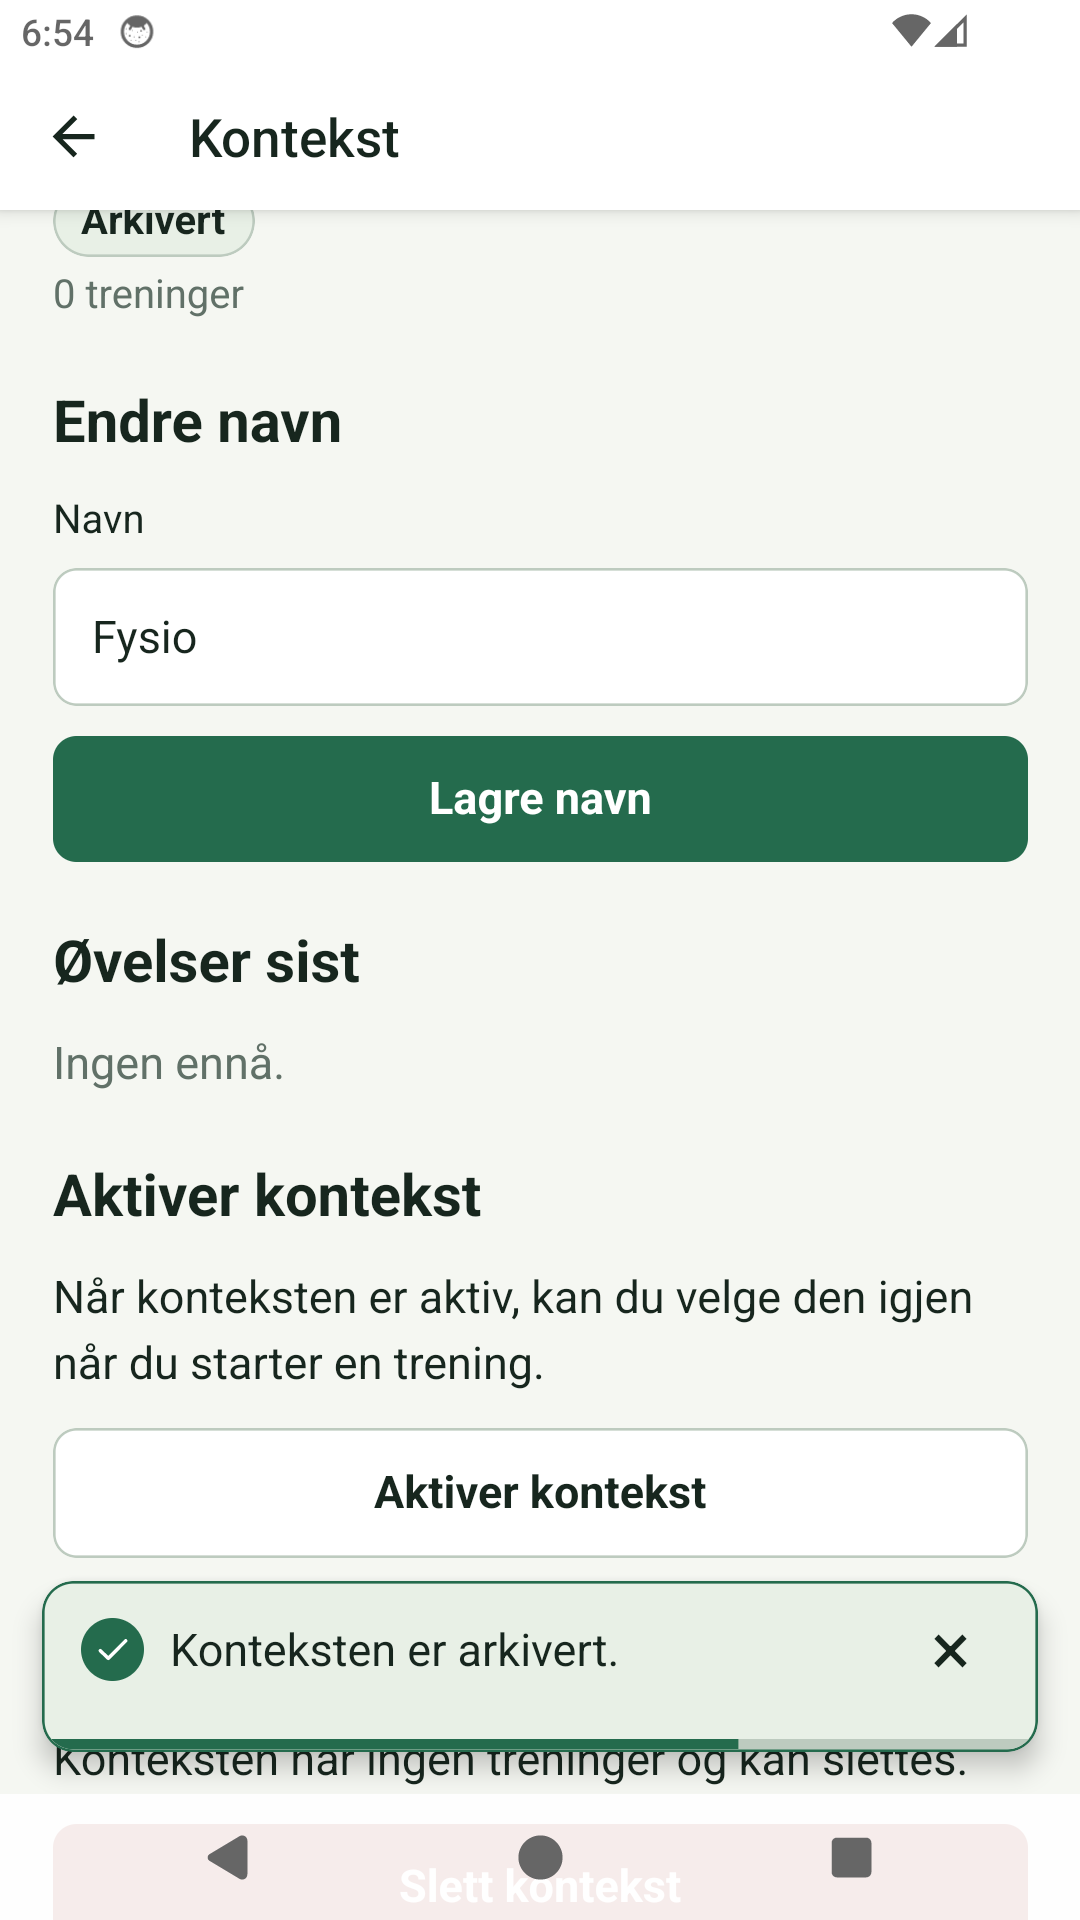 6:54
Kontekst
Arkivert
0 treninger
Endre navn
Navn
Fysio
Lagre navn
Øvelser sist
Ingen ennå.
Aktiver kontekst
Når konteksten er aktiv, kan du velge den igjen
når du starter en trening.
Aktiver kontekst
Konteksten er arkivert.
Konteksten har ingen treninger og kan slettes.
Slett kontekst